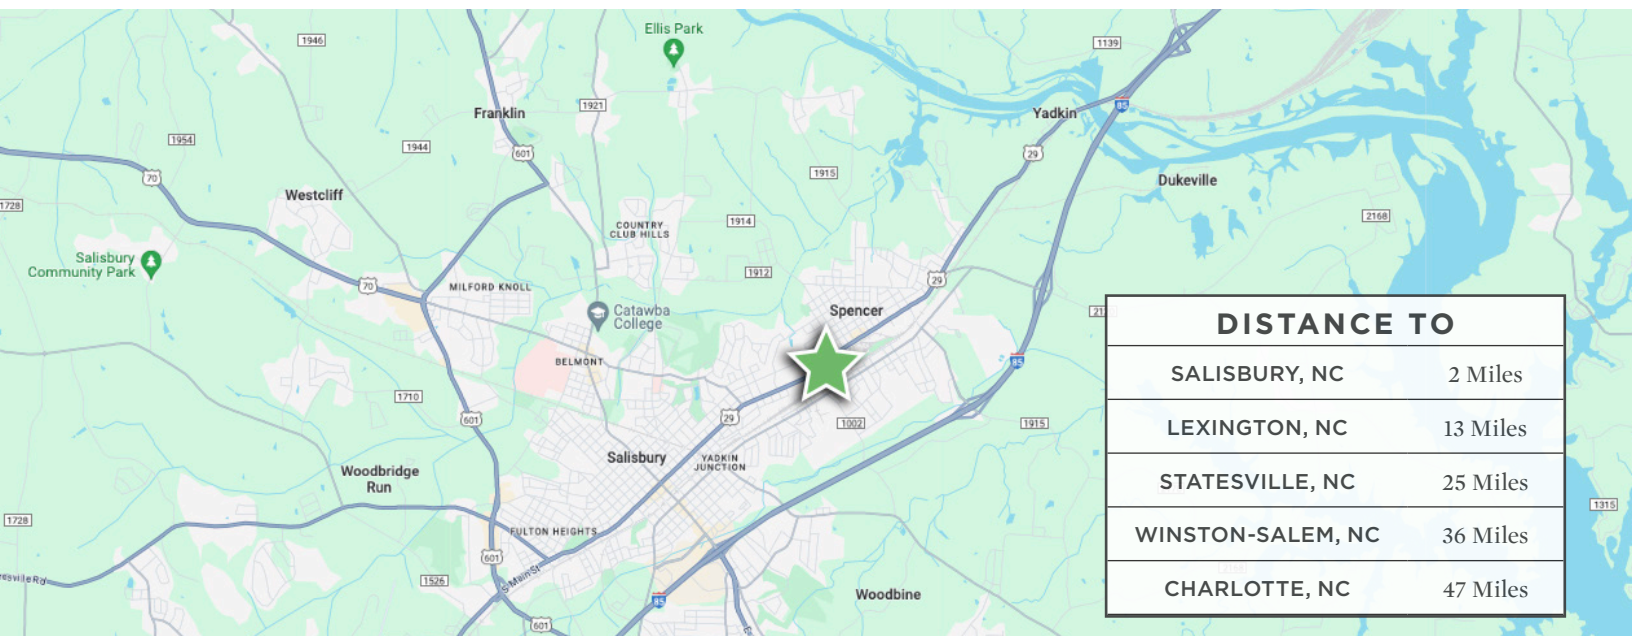 Ellis Park
1946
1139
85
Franklin
1921
Yadkin
1954
1944
601
29
70
1915
Dukeville
Westcliff
1728
1914
2168
COUNTRY
CLUB HILLS
Salisbury
Community Park
1912
70
MILFORD KNOLL
29
Catawba
College
Spencer
DISTANCE TO
SALISBURY, NC 2 Miles
LEXINGTON, NC 13 Miles
STATESVILLE, NC 25 Miles
WINSTON-SALEM, NC 36 Miles
CHARLOTTE, NC 47 Miles
BELMONT
85
1710
601
29
1002
1915
Salisbury
YADKIN
JUNCTION
Woodbridge
Run
1315
1728
FULTON HEIGHTS
601
1526
S Main St
Woodbine
85
601